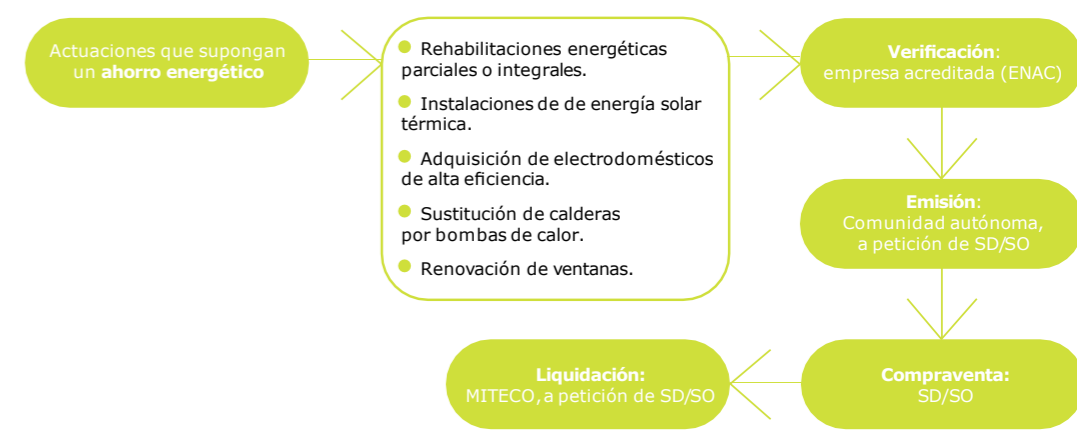 Actuaciones que supongan
un ahorro energético
Rehabilitaciones energéticas
parciales o integrales.
Instalaciones de de energía solar
térmica.
Adquisición de electrodomésticos
de alta eficiencia.
Sustitución de calderas
por bombas de calor.
Renovación de ventanas.
Verificación:
empresa acreditada (ENAC)
Emisión:
Comunidad autónoma,
a petición de SD/SO
Compraventa:
SD/SO
Liquidación:
MITECO, a petición de SD/SO